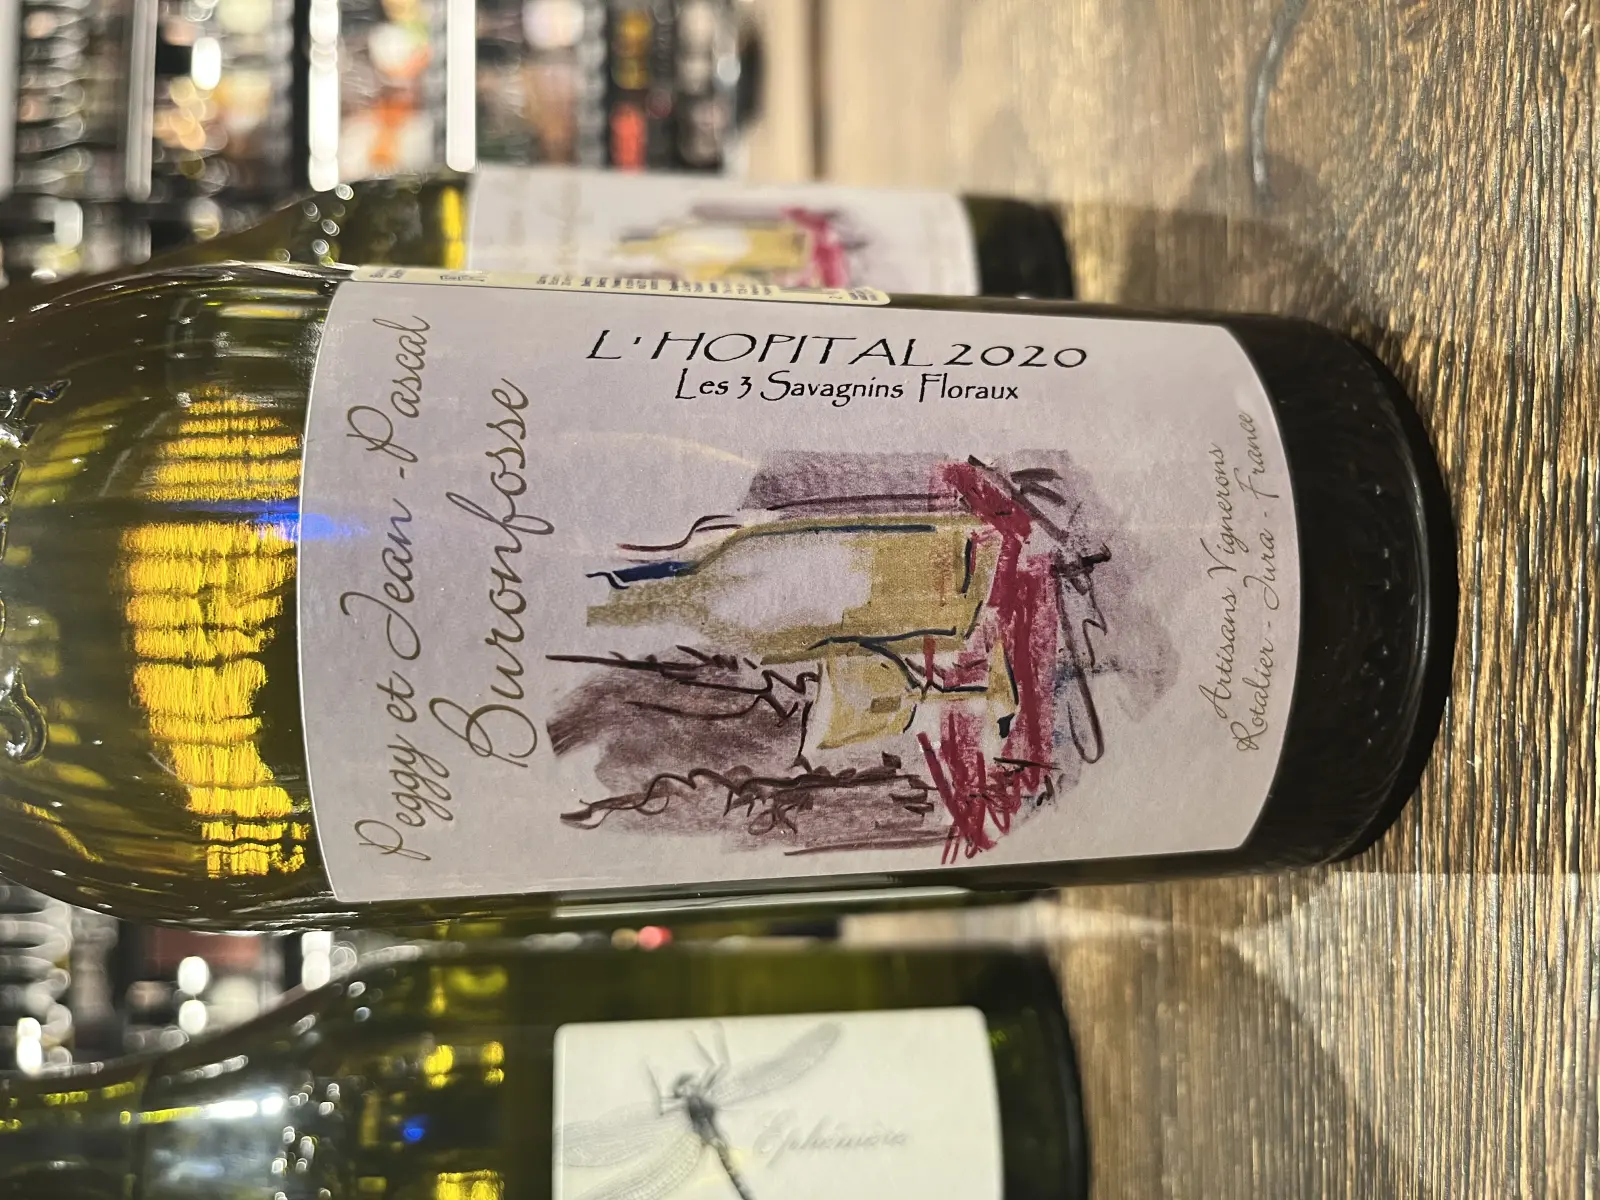 Peggy et Jean-Pascal
Buronfosse
L'HOPITAL 2020
Les 3 Savagnins Floraux
Artisans Vignerons
Rotalier - Jura - France
Ephémère